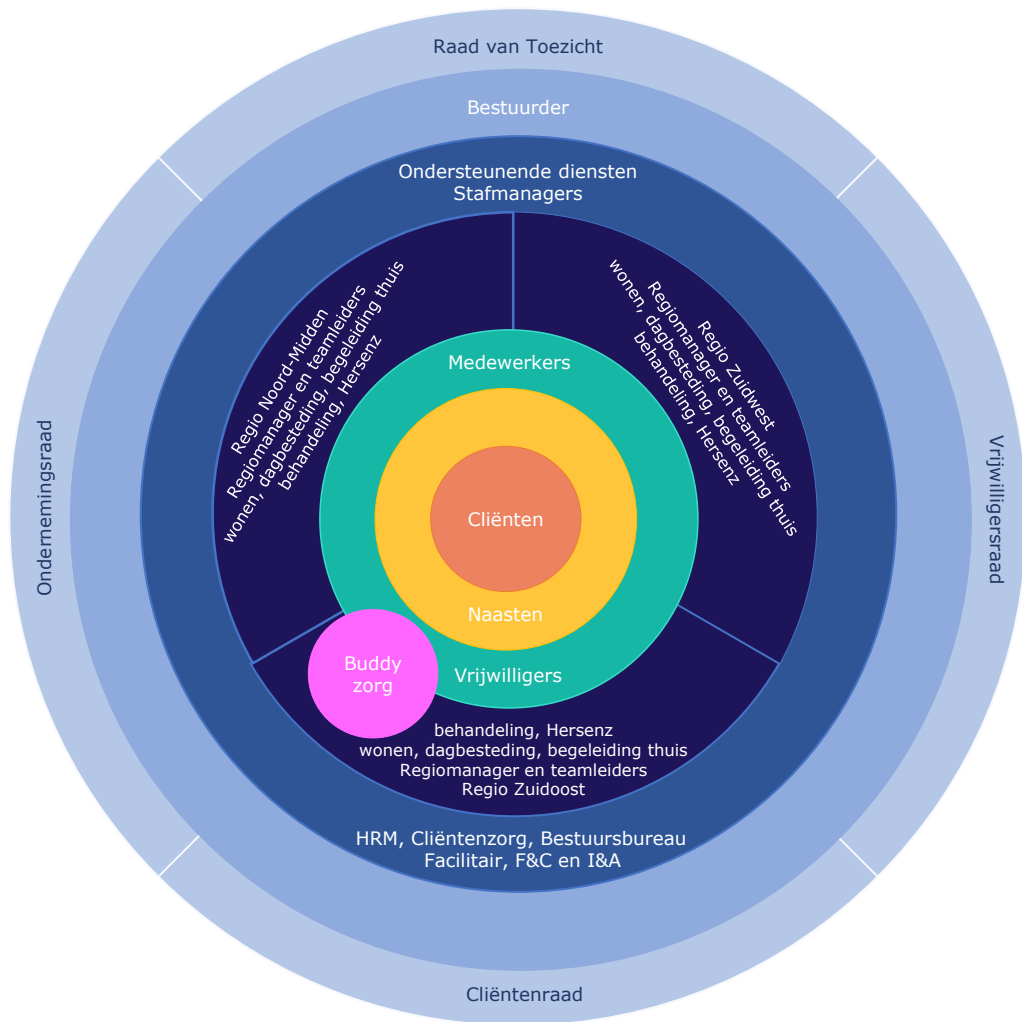 Raad van Toezicht
Bestuurder
Ondersteunende diensten
Stafmanagers
Regio Noord-Midden
Regiomanager en teamleiders
wonen, dagbesteding, begeleiding thuis
behandeling, Hersenz
Regio Zuidwest
Regiomanager en teamleiders
wonen, dagbesteding, begeleiding thuis
behandeling, Hersenz
Medewerkers
Cliënten
Naasten
Vrijwilligers
Buddy
zorg
behandeling, Hersenz
wonen, dagbesteding, begeleiding thuis
Regiomanager en teamleiders
Regio Zuidoost
HRM, Cliëntenzorg, Bestuursbureau
Facilitair, F&C en I&A
Ondernemingsraad
Vrijwilligersraad
Cliëntenraad